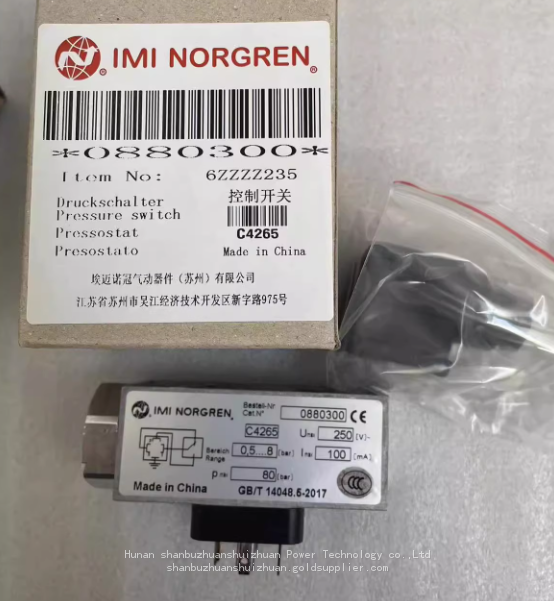 IMI NORGREN®
*0880300*
Item No: 6ZZZZ235
Druckschalter 控制开关
Pressure switch
Pressostat C4265
Presostato Made in China
埃迈诺冠气动器件（苏州）有限公司
江苏省苏州市吴江经济技术开发区新字路975号
IMI NORGREN
Bestell-Nr
Cat.N° 0880300 CE
C4265 250 [V]~
Bereich
Range 0,5...8 [bar] 100 [mA]
80 [bar]
Made in China GB/T 14048.5-2017 CCC
Hunan shanbuzhuanshuizhuan Power Technology co ,Ltd
shanbuzhuanshuizhuan.goldsupplier.com